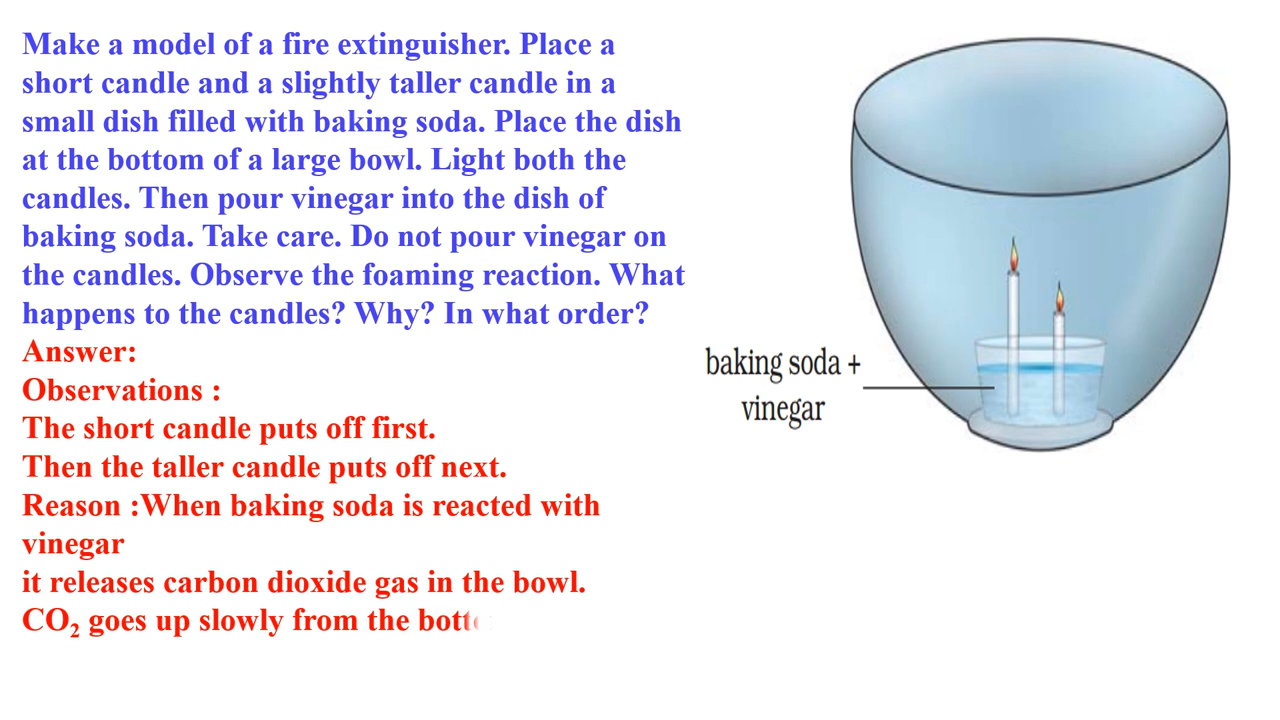 Make a model of a fire extinguisher. Place a
short candle and a slightly taller candle in a
small dish filled with baking soda. Place the dish
at the bottom of a large bowl. Light both the
candles. Then pour vinegar into the dish of
baking soda. Take care. Do not pour vinegar on
the candles. Observe the foaming reaction. What
happens to the candles? Why? In what order?
Answer:
Observations :
The short candle puts off first.
Then the taller candle puts off next.
Reason :When baking soda is reacted with
vinegar
it releases carbon dioxide gas in the bowl.
CO₂ goes up slowly from the
baking soda +
vinegar